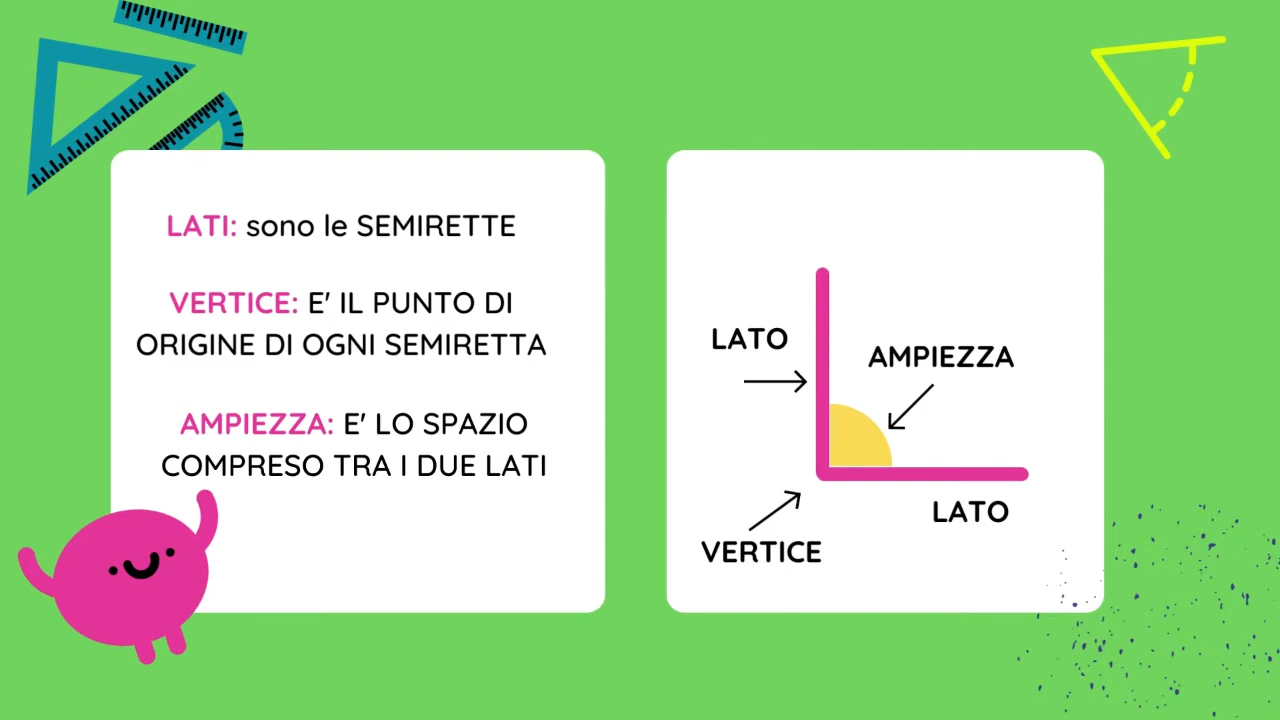 LATI: sono le SEMIRETTE
VERTICE: E' IL PUNTO DI
ORIGINE DI OGNI SEMIRETTA
AMPIEZZA: E' LO SPAZIO
COMPRESO TRA I DUE LATI
LATO
AMPIEZZA
LATO
VERTICE